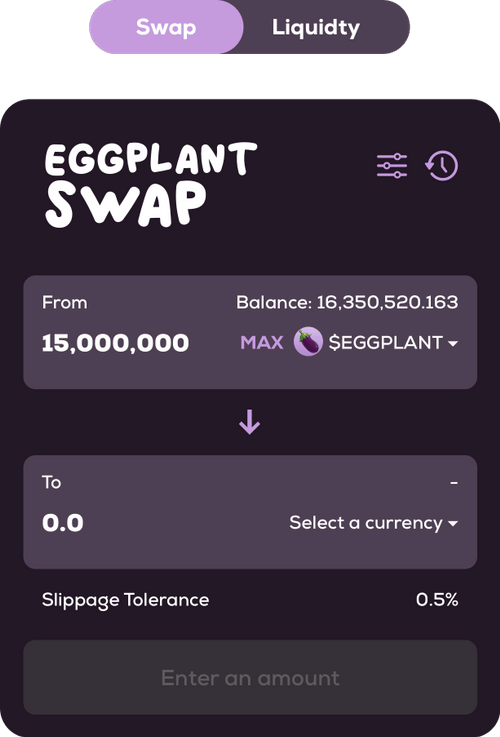 Swap
Liquidty
EGGPLANT
SWAP
From
Balance: 16,350,520.163
15,000,000
MAX $EGGPLANT
To
-
0.0
Select a currency
Slippage Tolerance
0.5%
Enter an amount